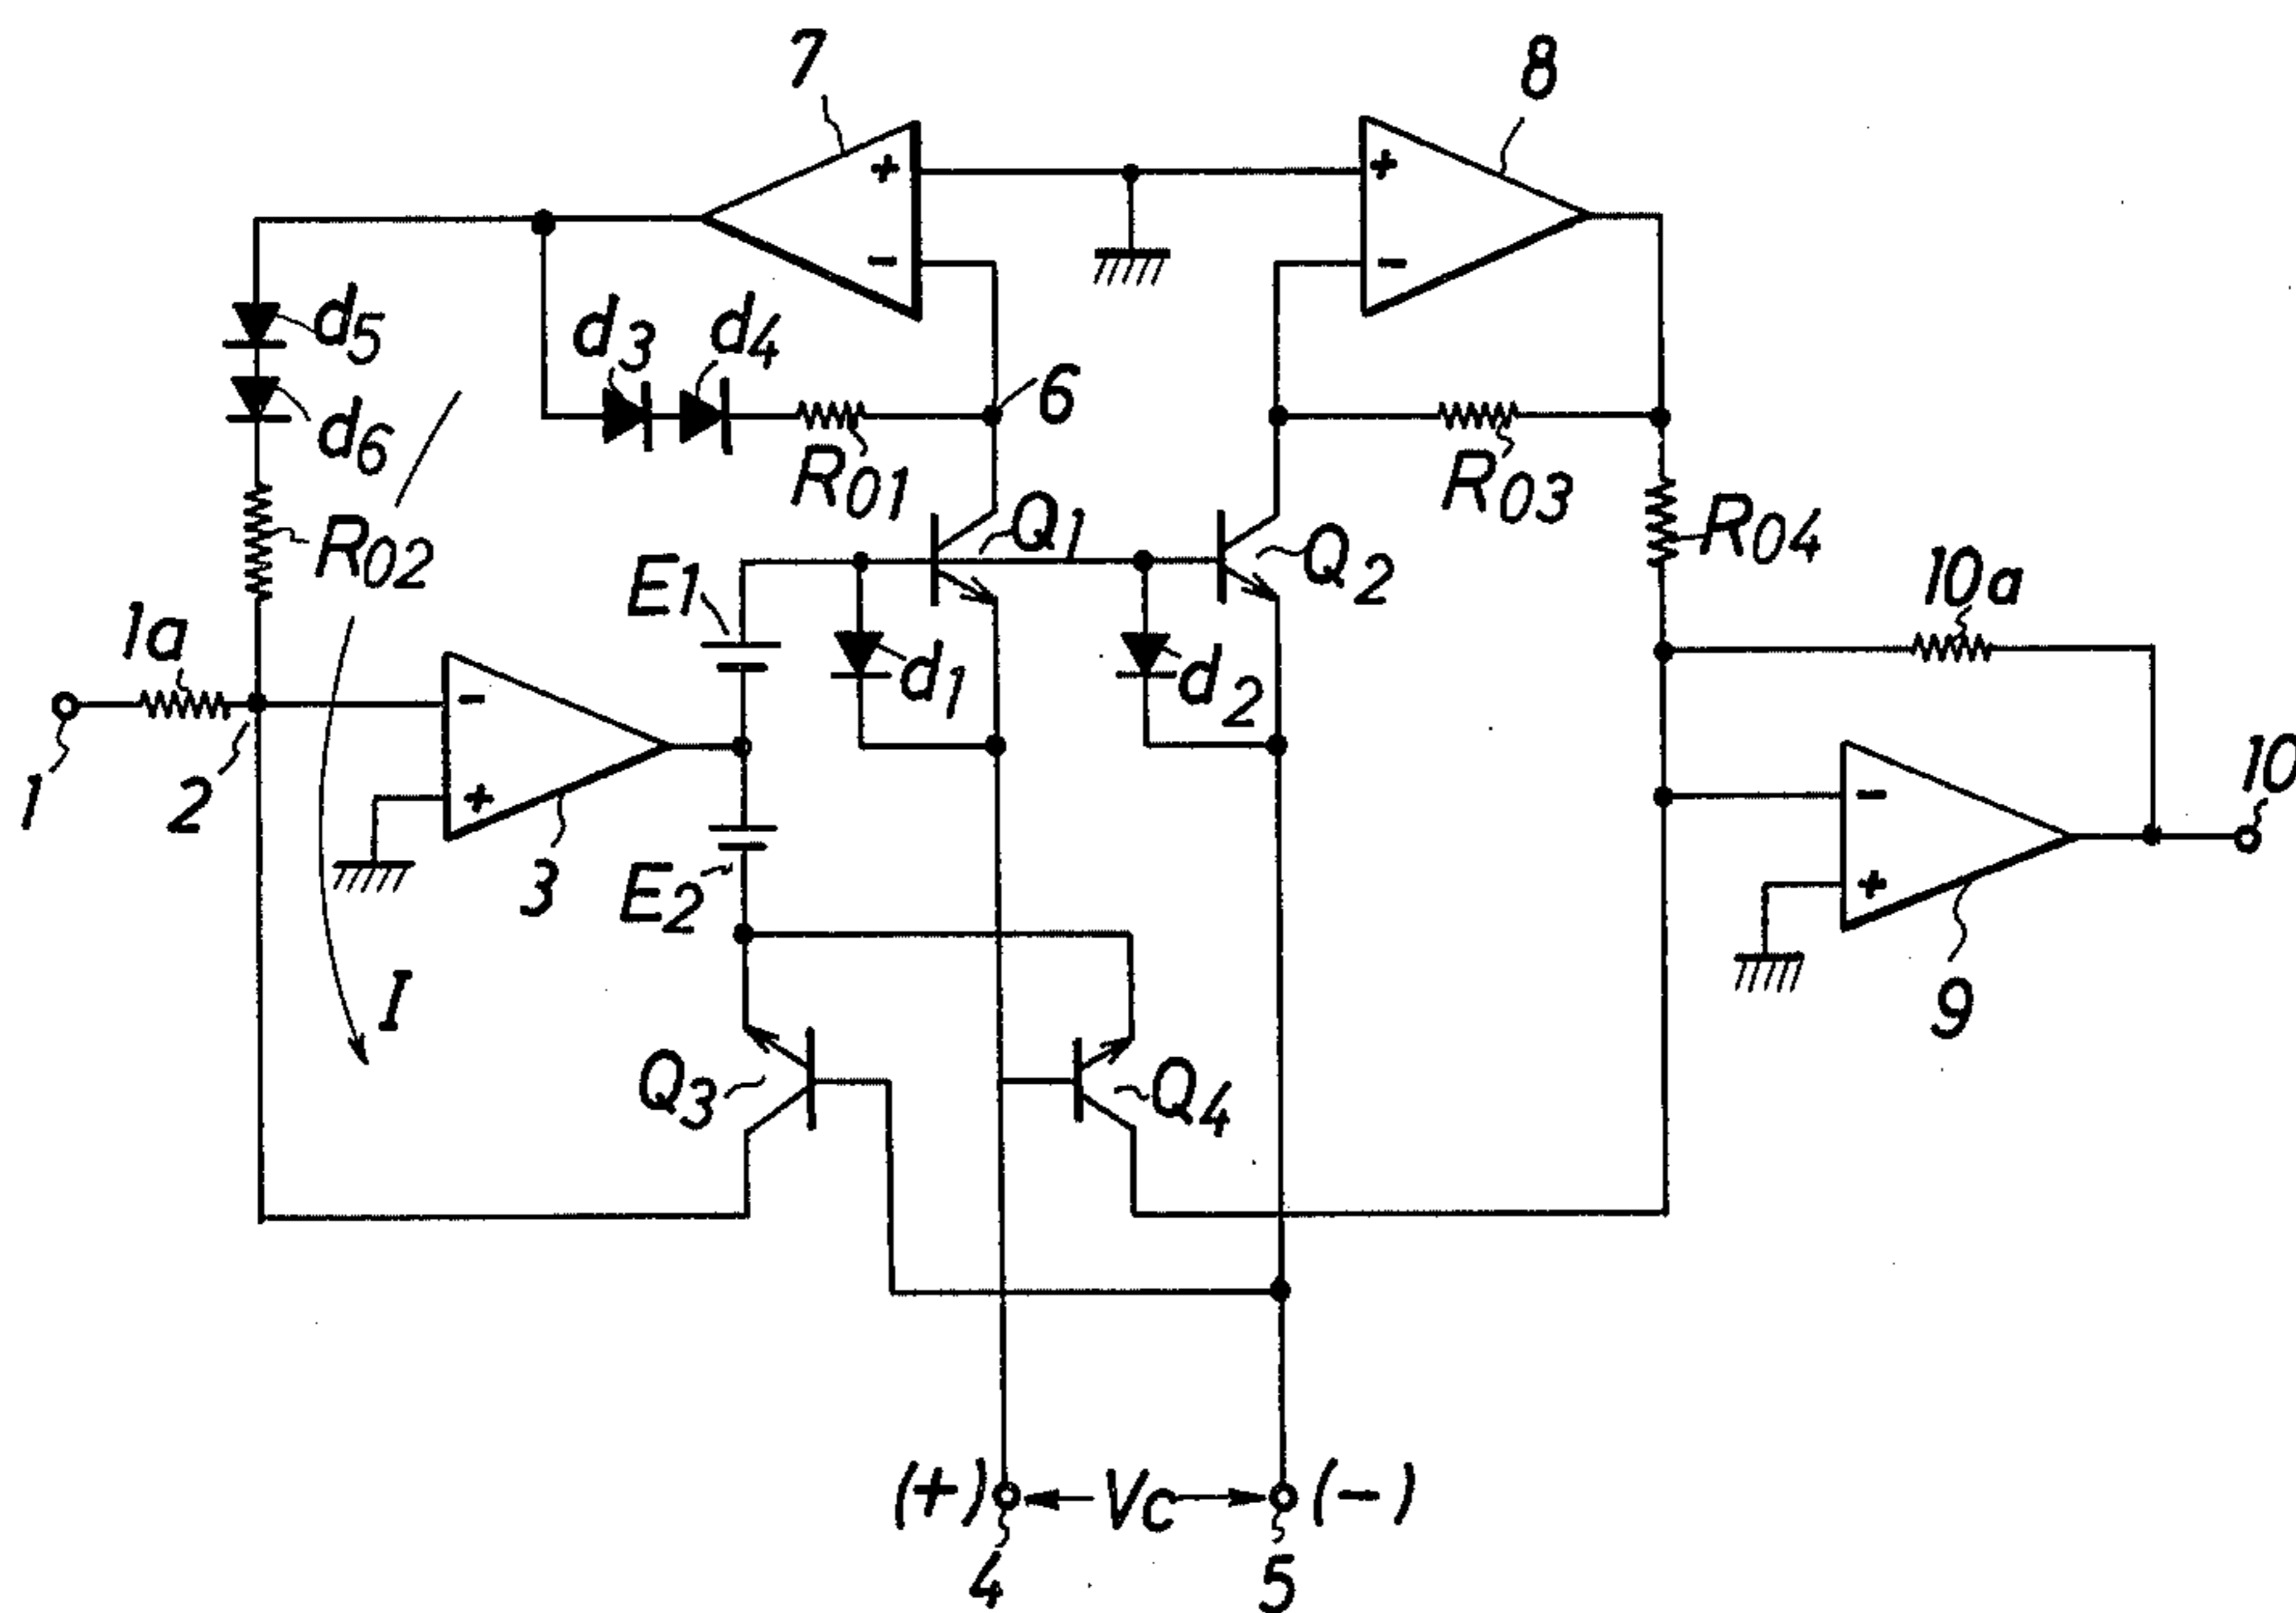 7
8
+
+
−
−
d5
d3
d4
6
d6
R01
R03
R02
Q1
Q2
R04
E1
10a
1a
d1
d2
−
10
1
2
+
−
3
E2
+
9
I
Q3
Q4
(+) Vc (−)
4
5